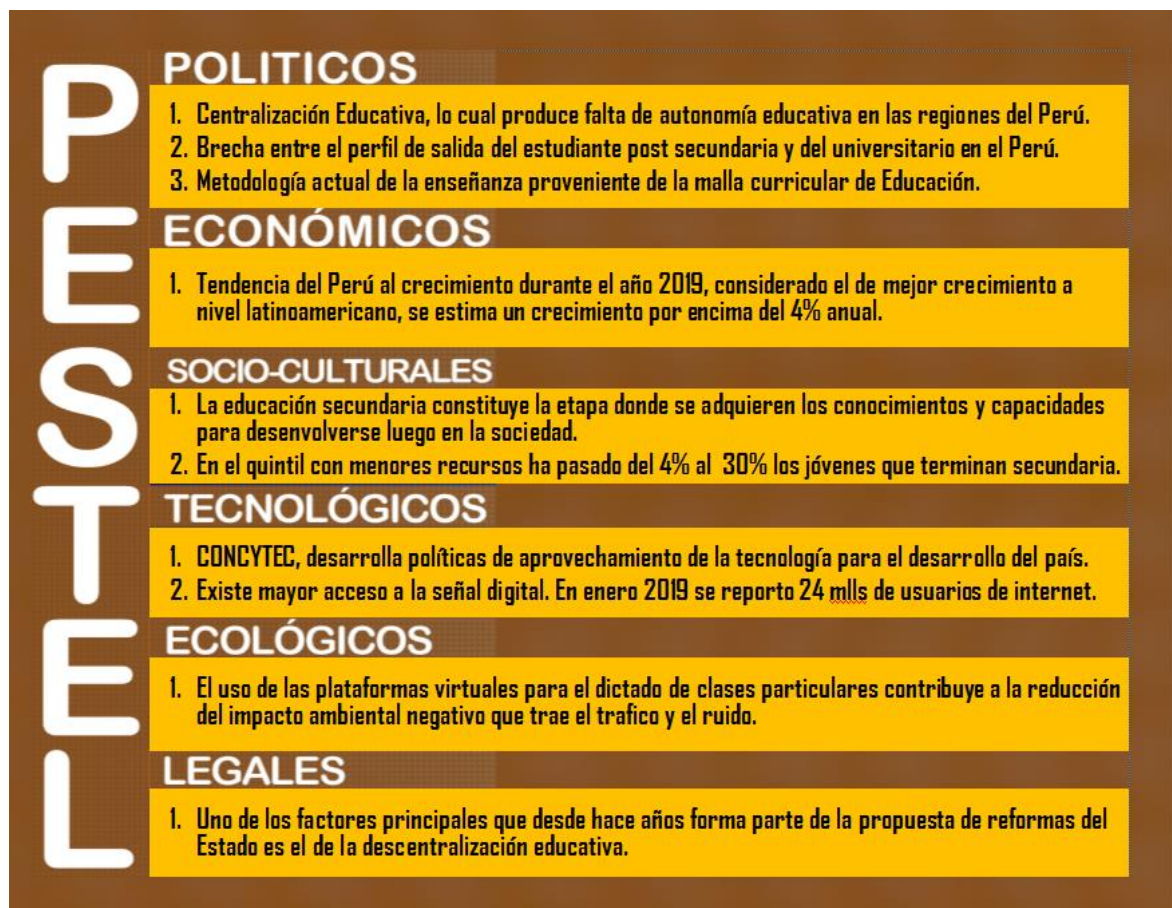 PESTEL
POLITICOS
1. Centralización Educativa, lo cual produce falta de autonomía educativa en las regiones del Perú.
2. Brecha entre el perfil de salida del estudiante post secundaria y del universitario en el Perú.
3. Metodología actual de la enseñanza proveniente de la malla curricular de Educación.
ECONÓMICOS
1. Tendencia del Perú al crecimiento durante el año 2019, considerado el de mejor crecimiento a
nivel latinoamericano, se estima un crecimiento por encima del 4% anual.
SOCIO-CULTURALES
1. La educación secundaria constituye la etapa donde se adquieren los conocimientos y capacidades
para desenvolverse luego en la sociedad.
2. En el quintil con menores recursos ha pasado del 4% al 30% los jóvenes que terminan secundaria.
TECNOLÓGICOS
1. CONCYTEC, desarrolla políticas de aprovechamiento de la tecnología para el desarrollo del país.
2. Existe mayor acceso a la señal digital. En enero 2019 se reporto 24 mlls de usuarios de internet.
ECOLÓGICOS
1. El uso de las plataformas virtuales para el dictado de clases particulares contribuye a la reducción
del impacto ambiental negativo que trae el trafico y el ruido.
LEGALES
1. Uno de los factores principales que desde hace años forma parte de la propuesta de reformas del
Estado es el de la descentralización educativa.